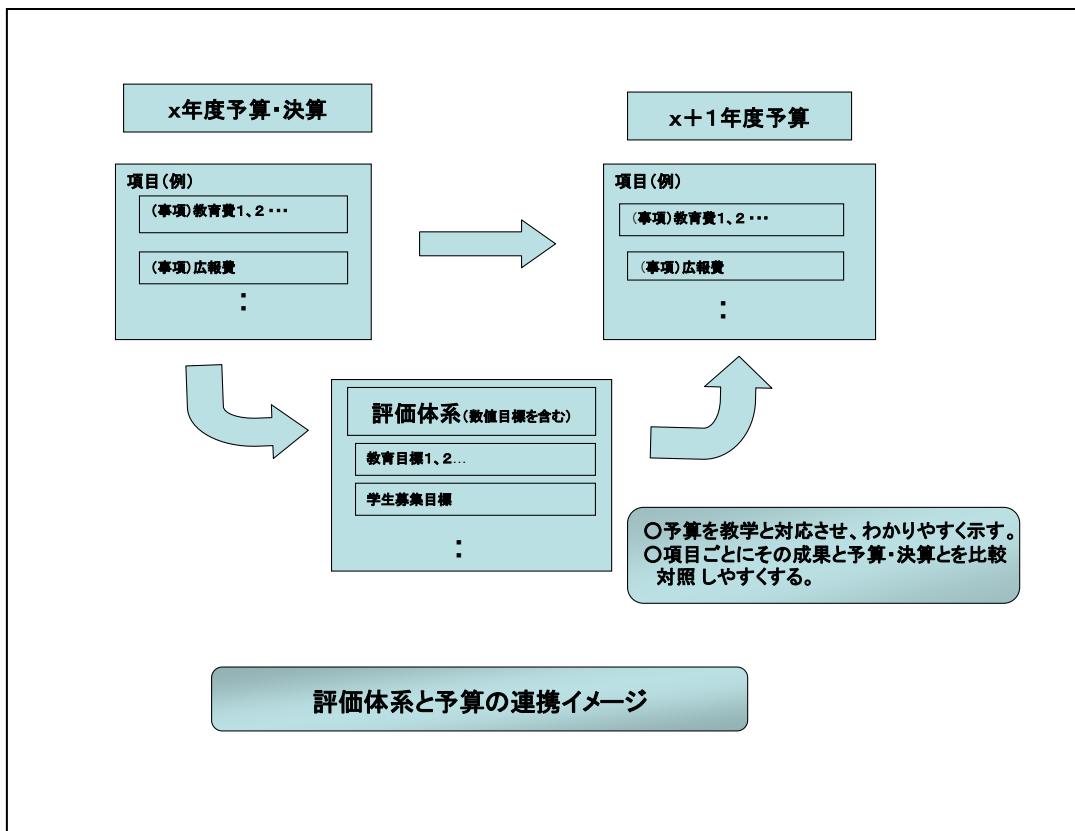 x年度予算・決算
項目（例）
（事項）教育費１、２・・・
（事項）広報費
：
x＋１年度予算
項目（例）
（事項）教育費１、２・・・
（事項）広報費
：
評価体系（数値目標を含む）
教育目標１、２…
学生募集目標
：
○予算を教学と対応させ、わかりやすく示す。
○項目ごとにその成果と予算・決算とを比較
対照しやすくする。
評価体系と予算の連携イメージ